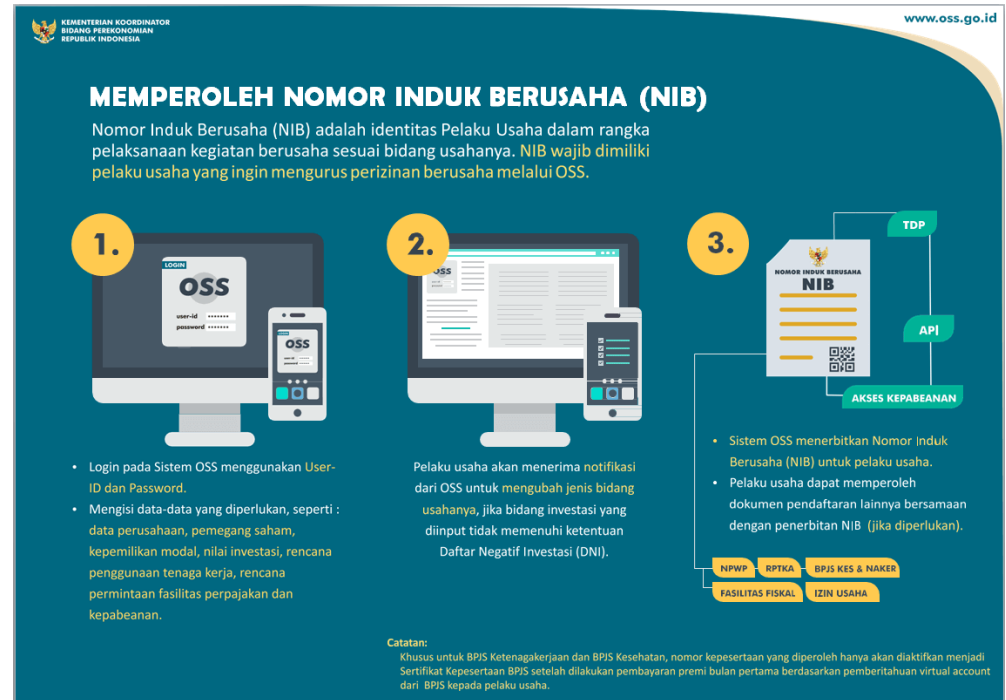 KEMENTERIAN KOORDINATOR
BIDANG PEREKONOMIAN
REPUBLIK INDONESIA
www.oss.go.id
MEMPEROLEH NOMOR INDUK BERUSAHA (NIB)
Nomor Induk Berusaha (NIB) adalah identitas Pelaku Usaha dalam rangka
pelaksanaan kegiatan berusaha sesuai bidang usahanya. NIB wajib dimiliki
pelaku usaha yang ingin mengurus perizinan berusaha melalui OSS.
1.
LOGIN
OSS
user-id *******
password *******
OSS
• Login pada Sistem OSS menggunakan User-
ID dan Password.
• Mengisi data-data yang diperlukan, seperti :
data perusahaan, pemegang saham,
kepemilikan modal, nilai investasi, rencana
penggunaan tenaga kerja, rencana
permintaan fasilitas perpajakan dan
kepabeanan.
2.
OSS
Pelaku usaha akan menerima notifikasi
dari OSS untuk mengubah jenis bidang
usahanya, jika bidang investasi yang
diinput tidak memenuhi ketentuan
Daftar Negatif Investasi (DNI).
3.
NOMOR INDUK BERUSAHA
NIB
TDP
API
AKSES KEPABEANAN
• Sistem OSS menerbitkan Nomor Induk
Berusaha (NIB) untuk pelaku usaha.
• Pelaku usaha dapat memperoleh
dokumen pendaftaran lainnya bersamaan
dengan penerbitan NIB (jika diperlukan).
NPWP
RPTKA
BPJS KES & NAKER
FASILITAS FISKAL
IZIN USAHA
Catatan:
Khusus untuk BPJS Ketenagakerjaan dan BPJS Kesehatan, nomor kepesertaan yang diperoleh hanya akan diaktifkan menjadi
Sertifikat Kepesertaan BPJS setelah dilakukan pembayaran premi bulan pertama berdasarkan pemberitahuan virtual account
dari BPJS kepada pelaku usaha.